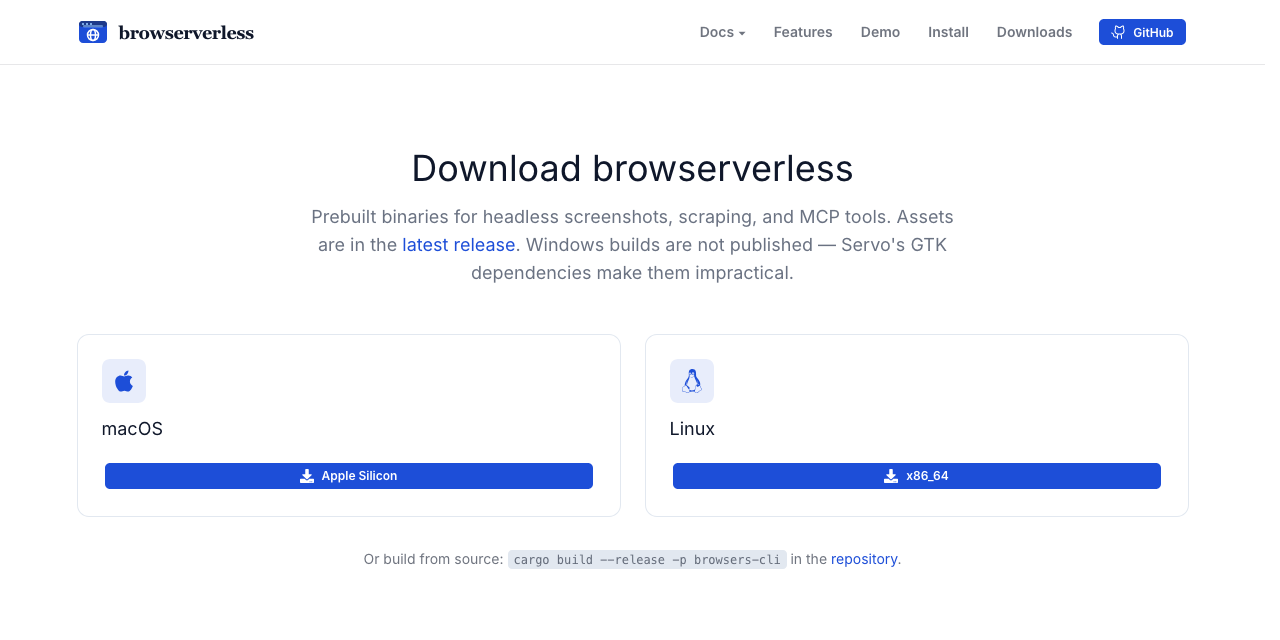 browserverless
Docs Features Demo Install Downloads GitHub
Download browserverless
Prebuilt binaries for headless screenshots, scraping, and MCP tools. Assets
are in the latest release. Windows builds are not published — Servo's GTK
dependencies make them impractical.
macOS
Apple Silicon
Linux
x86_64
Or build from source: cargo build --release -p browsers-cli in the repository.